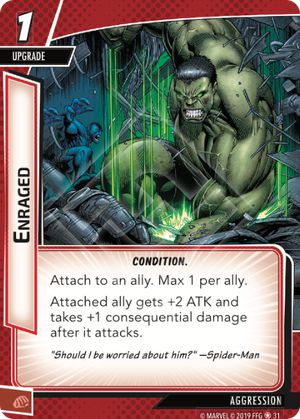 1
UPGRADE
ENRAGED
CONDITION.
Attach to an ally. Max 1 per ally.
Attached ally gets +2 ATK and
takes +1 consequential damage
after it attacks.
"Should I be worried about him?" —Spider-Man
AGGRESSION
© MARVEL © 2019 FFG 31